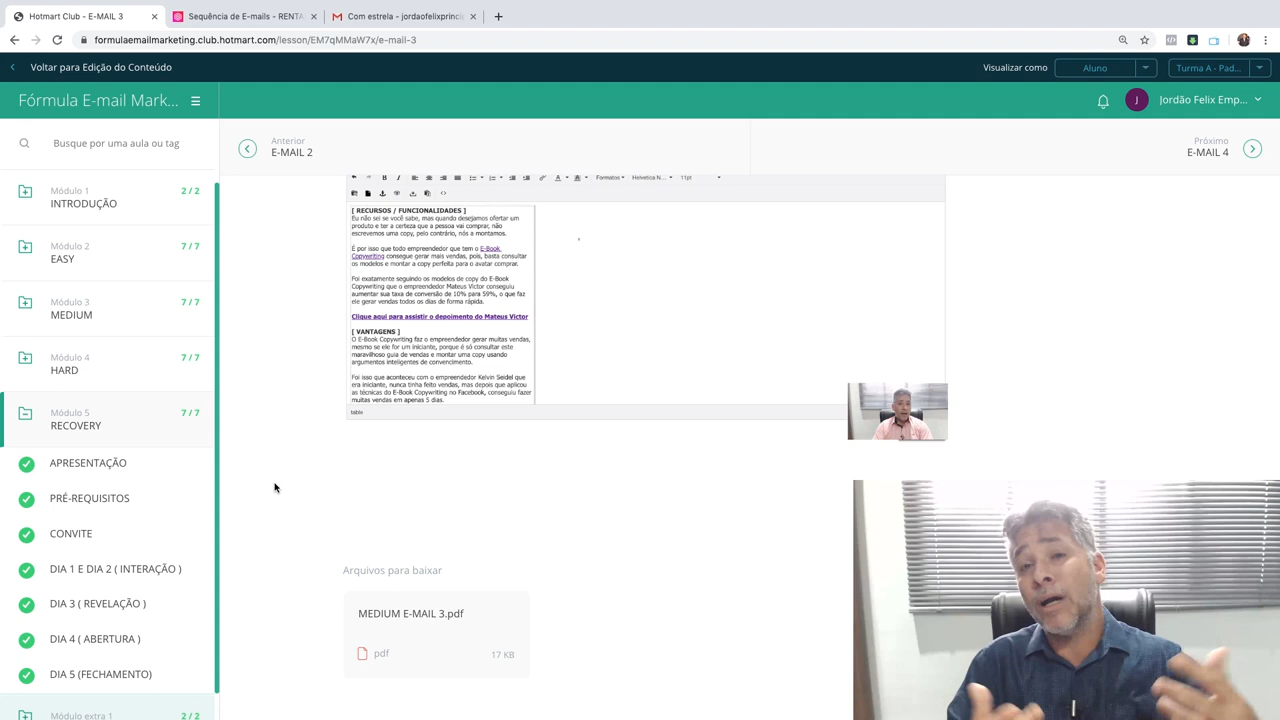 Hotmart Club - E-MAIL 3
Sequência de E-mails - RENTA
Com estrela - jordaofelixprincip
formulaemailmarketing.club.hotmart.com/lesson/EM7qMMaW7x/e-mail-3
Voltar para Edição do Conteúdo
Visualizar como
Aluno
Turma A - Pad...
Fórmula E-mail Mark...
J
Jordão Felix Emp...
Busque por uma aula ou tag
Anterior
E-MAIL 2
Próximo
E-MAIL 4
Módulo 1
INTRODUÇÃO
2 / 2
Módulo 2
EASY
7 / 7
Módulo 3
MEDIUM
7 / 7
Módulo 4
HARD
7 / 7
Módulo 5
RECOVERY
7 / 7
APRESENTAÇÃO
PRÉ-REQUISITOS
CONVITE
DIA 1 E DIA 2 ( INTERAÇÃO )
DIA 3 ( REVELAÇÃO )
DIA 4 ( ABERTURA )
DIA 5 (FECHAMENTO)
Módulo extra 1
2 / 2
Formatos
Helvetica N...
11pt
[ RECURSOS / FUNCIONALIDADES ]
Eu não sei se você sabe, mas quando desejamos ofertar um
produto e ter a certeza que a pessoa vai comprar, não
escrevemos uma copy, pelo contrário, nós a montamos.
É por isso que todo empreendedor que tem o E-Book
Copywriting consegue gerar mais vendas, pois, basta consultar
os modelos e montar a copy perfeita para o avatar comprar.
Foi exatamente seguindo os modelos de copy do E-Book
Copywriting que o empreendedor Mateus Victor conseguiu
aumentar sua taxa de conversão de 10% para 59%, o que faz
ele gerar vendas todos os dias de forma rápida.
Clique aqui para assistir o depoimento do Mateus Victor
[ VANTAGENS ]
O E-Book Copywriting faz o empreendedor gerar muitas vendas,
mesmo se ele for um iniciante, porque é só consultar este
maravilhoso guia de vendas e montar uma copy usando
argumentos inteligentes de convencimento.
Foi isso que aconteceu com o empreendedor Kelvin Seidel que
era iniciante, nunca tinha feito vendas, mas depois que aplicou
as técnicas do E-Book Copywriting no Facebook, conseguiu fazer
muitas vendas em apenas 5 dias.
table
Arquivos para baixar
MEDIUM E-MAIL 3.pdf
pdf
17 KB